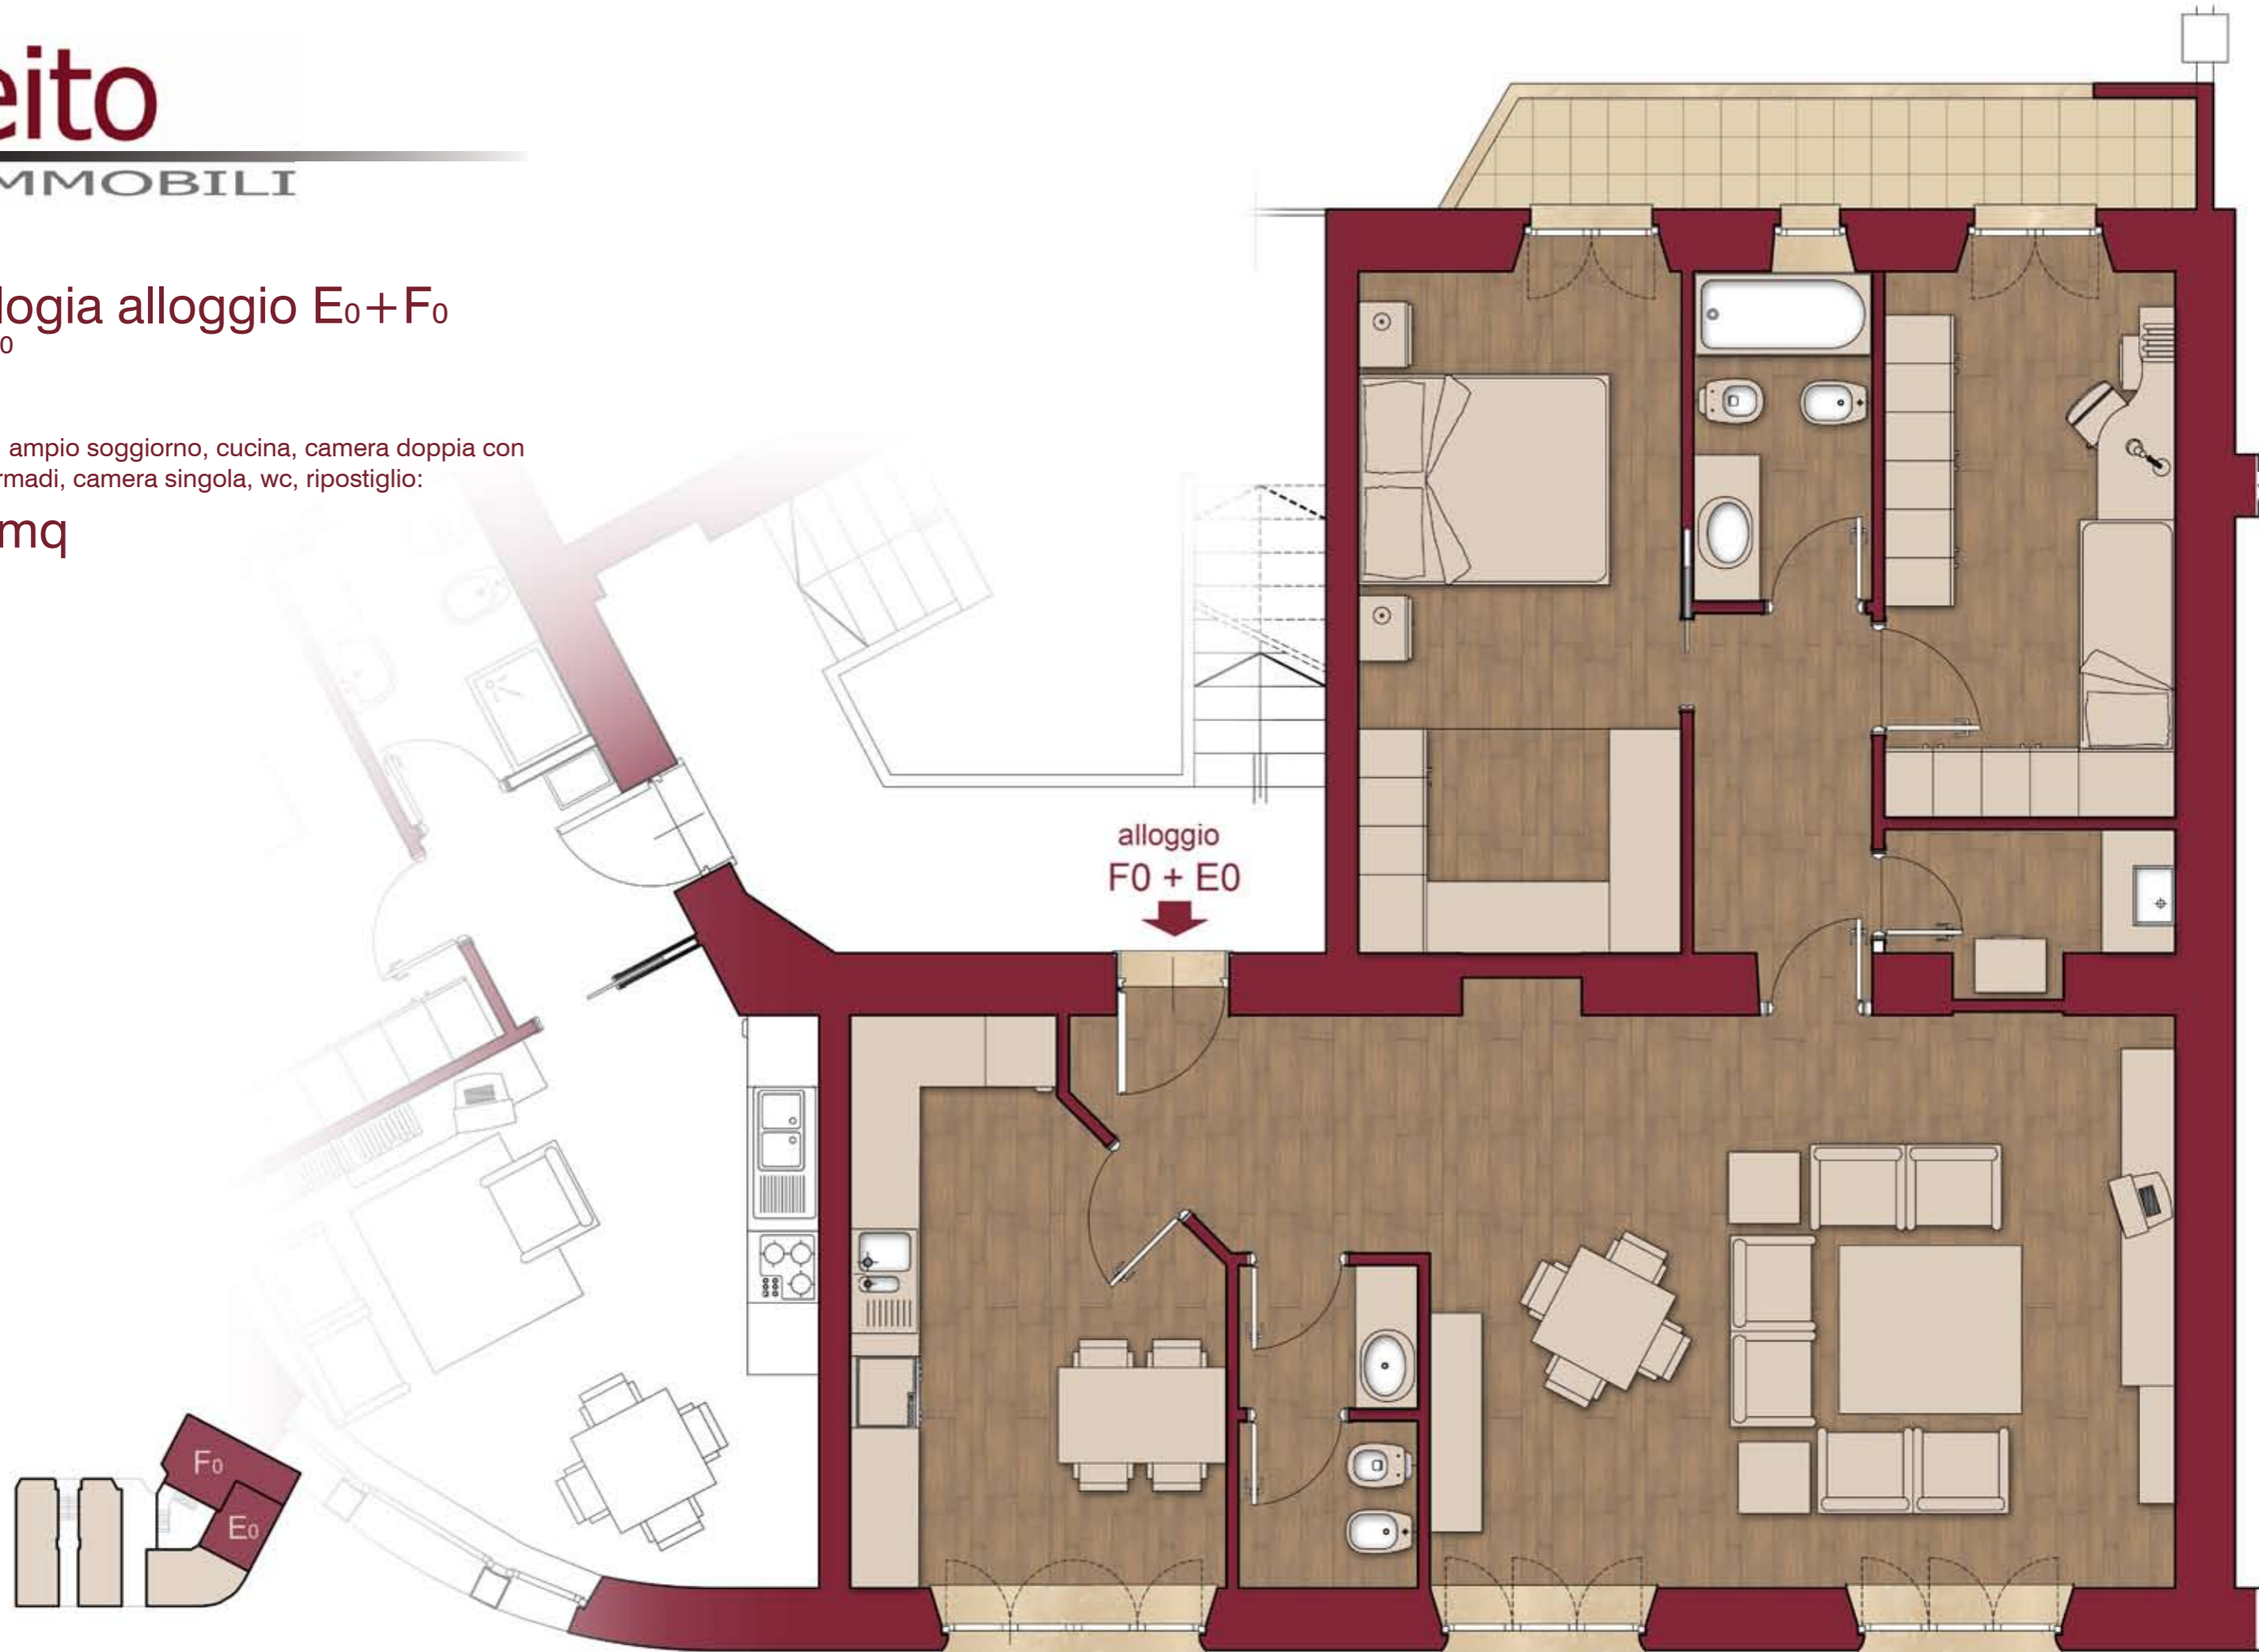 eito
MMOBILI
logia alloggio E0+F0
0
, ampio soggiorno, cucina, camera doppia con
rmadi, camera singola, wc, ripostiglio:
mq
alloggio
F0 + E0
F0
E0